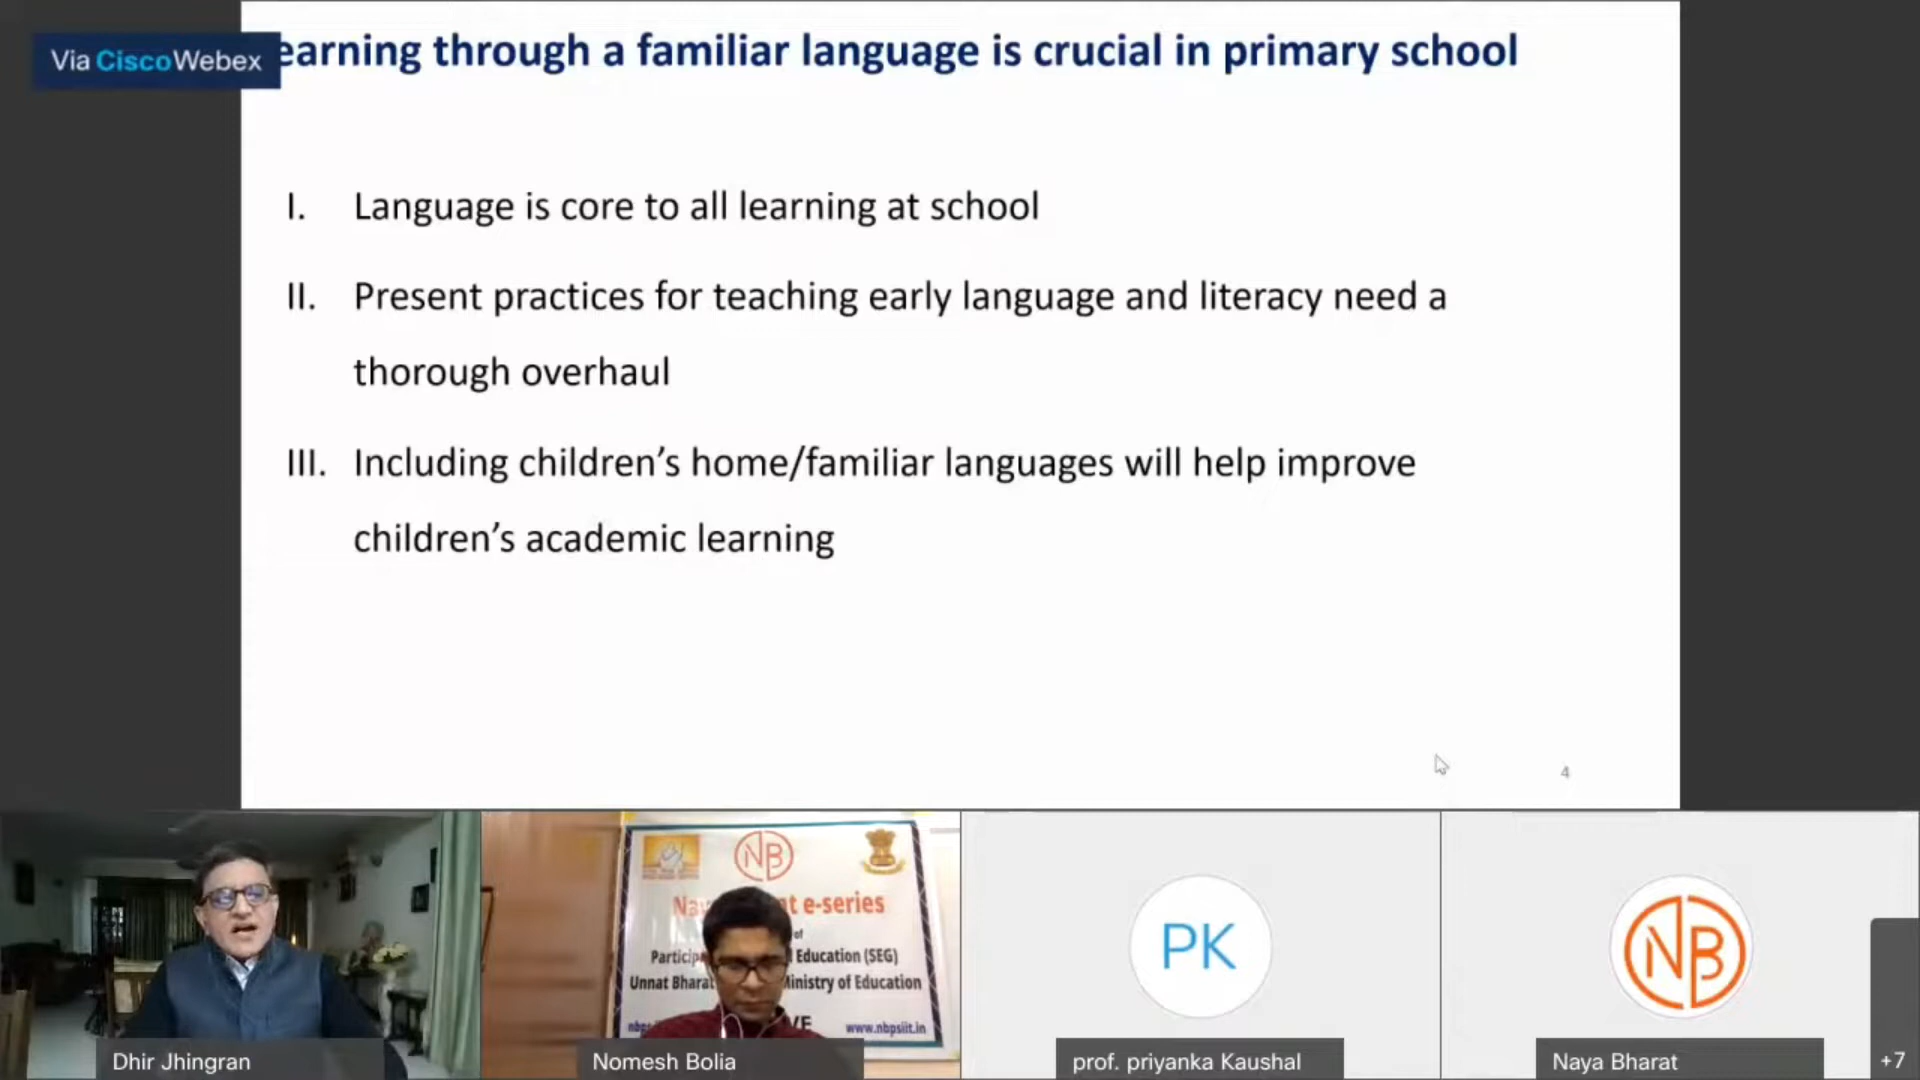 Via CiscoWebex
earning through a familiar language is crucial in primary school
I. Language is core to all learning at school
II. Present practices for teaching early language and literacy need a
thorough overhaul
III. Including children's home/familiar languages will help improve
children's academic learning
4
NB
e-series
of
Education (SEG)
Unnat Bharat
Ministry of Education
www.nbpsiit.in
PK
NB
Dhir Jhingran
Nomesh Bolia
prof. priyanka Kaushal
Naya Bharat
+7